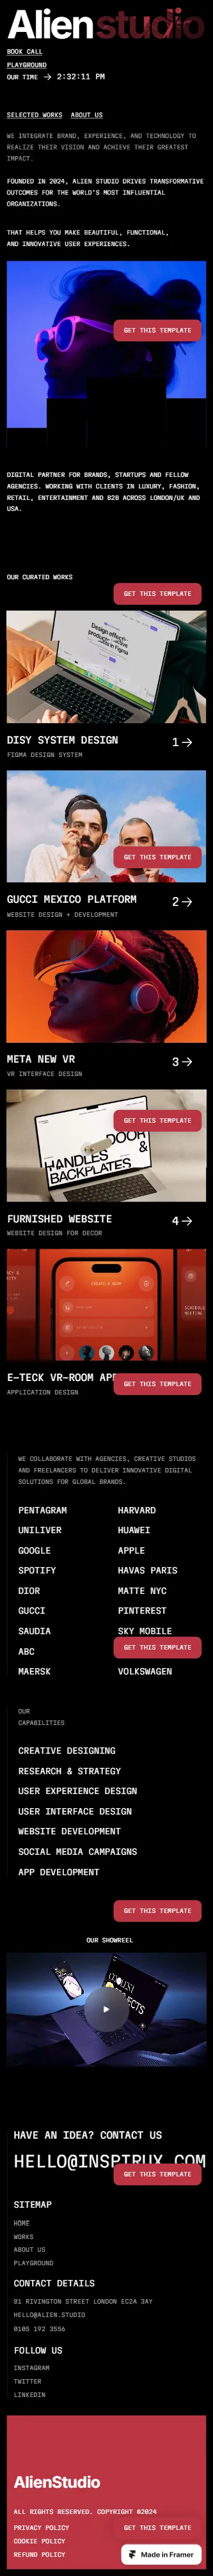 Alien studio
BOOK CALL
PLAYGROUND
OUR TIME → 2:32:11 PM
SELECTED WORKS ABOUT US
WE INTEGRATE BRAND, EXPERIENCE, AND TECHNOLOGY TO
REALIZE THEIR VISION AND ACHIEVE THEIR GREATEST
IMPACT.
FOUNDED IN 2024, ALIEN STUDIO DRIVES TRANSFORMATIVE
OUTCOMES FOR THE WORLD'S MOST INFLUENTIAL
ORGANIZATIONS.
THAT HELPS YOU MAKE BEAUTIFUL, FUNCTIONAL,
AND INNOVATIVE USER EXPERIENCES.
GET THIS TEMPLATE
DIGITAL PARTNER FOR BRANDS, STARTUPS AND FELLOW
AGENCIES. WORKING WITH CLIENTS IN LUXURY, FASHION,
RETAIL, ENTERTAINMENT AND B2B ACROSS LONDON/UK AND
USA.
OUR CURATED WORKS
GET THIS TEMPLATE
Design effecti
products in Figma
DISY SYSTEM DESIGN 1 →
FIGMA DESIGN SYSTEM
GET THIS TEMPLATE
GUCCI MEXICO PLATFORM 2 →
WEBSITE DESIGN + DEVELOPMENT
META NEW VR 3 →
VR INTERFACE DESIGN
GET THIS TEMPLATE
DOOR
HANDLES &
BACKPLATES
FURNISHED WEBSITE 4 →
WEBSITE DESIGN FOR DECOR
CREATE A ROOM
E-TECK VR-ROOM APP
GET THIS TEMPLATE
APPLICATION DESIGN
WE COLLABORATE WITH AGENCIES, CREATIVE STUDIOS
AND FREELANCERS TO DELIVER INNOVATIVE DIGITAL
SOLUTIONS FOR GLOBAL BRANDS.
PENTAGRAM HARVARD
UNILIVER HUAWEI
GOOGLE APPLE
SPOTIFY HAVAS PARIS
DIOR MATTE NYC
GUCCI PINTEREST
SAUDIA SKY MOBILE
ABC GET THIS TEMPLATE
MAERSK VOLKSWAGEN
OUR
CAPABILITIES
CREATIVE DESIGNING
RESEARCH & STRATEGY
USER EXPERIENCE DESIGN
USER INTERFACE DESIGN
WEBSITE DEVELOPMENT
SOCIAL MEDIA CAMPAIGNS
APP DEVELOPMENT
GET THIS TEMPLATE
OUR SHOWREEL
HAVE AN IDEA? CONTACT US
HELLO@INSPIRUX.COM
GET THIS TEMPLATE
SITEMAP
HOME
WORKS
ABOUT US
PLAYGROUND
CONTACT DETAILS
81 RIVINGTON STREET LONDON EC2A 3AY
HELLO@ALIEN.STUDIO
0105 192 3556
FOLLOW US
INSTAGRAM
TWITTER
LINKEDIN
AlienStudio
ALL RIGHTS RESERVED. COPYRIGHT ©2024
PRIVACY POLICY GET THIS TEMPLATE
COOKIE POLICY
REFUND POLICY Made in Framer